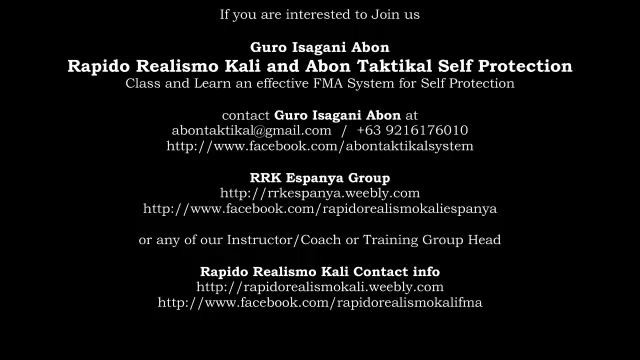 If you are interested to Join us
Guro Isagani Abon
Rapido Realismo Kali and Abon Taktikal Self Protection
Class and Learn an effective FMA System for Self Protection
contact Guro Isagani Abon at
abontaktikal@gmail.com / +63 9216176010
http://www.facebook.com/abontaktikalsystem
RRK Espanya Group
http://rrkespanya.weebly.com
http://www.facebook.com/rapidorealismokaliespanya
or any of our Instructor/Coach or Training Group Head
Rapido Realismo Kali Contact info
http://rapidorealismokali.weebly.com
http://www.facebook.com/rapidorealismokalifma